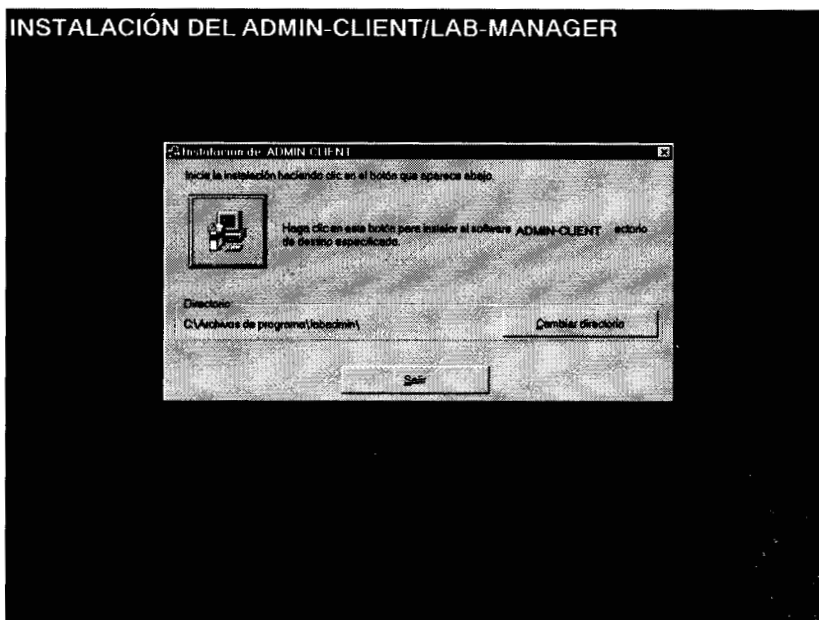 INSTALACIÓN DEL ADMIN-CLIENT/LAB-MANAGER
Instalación de ADMIN CLIENT
Inicie la instalación haciendo clic en el botón que aparece abajo.
Haga clic en este botón para instalar el software ADMIN-CLIENT ectorio
de destino especificado.
Directorio:
C:\Archivos de programa\labadmin\
Cambiar directorio
Salir